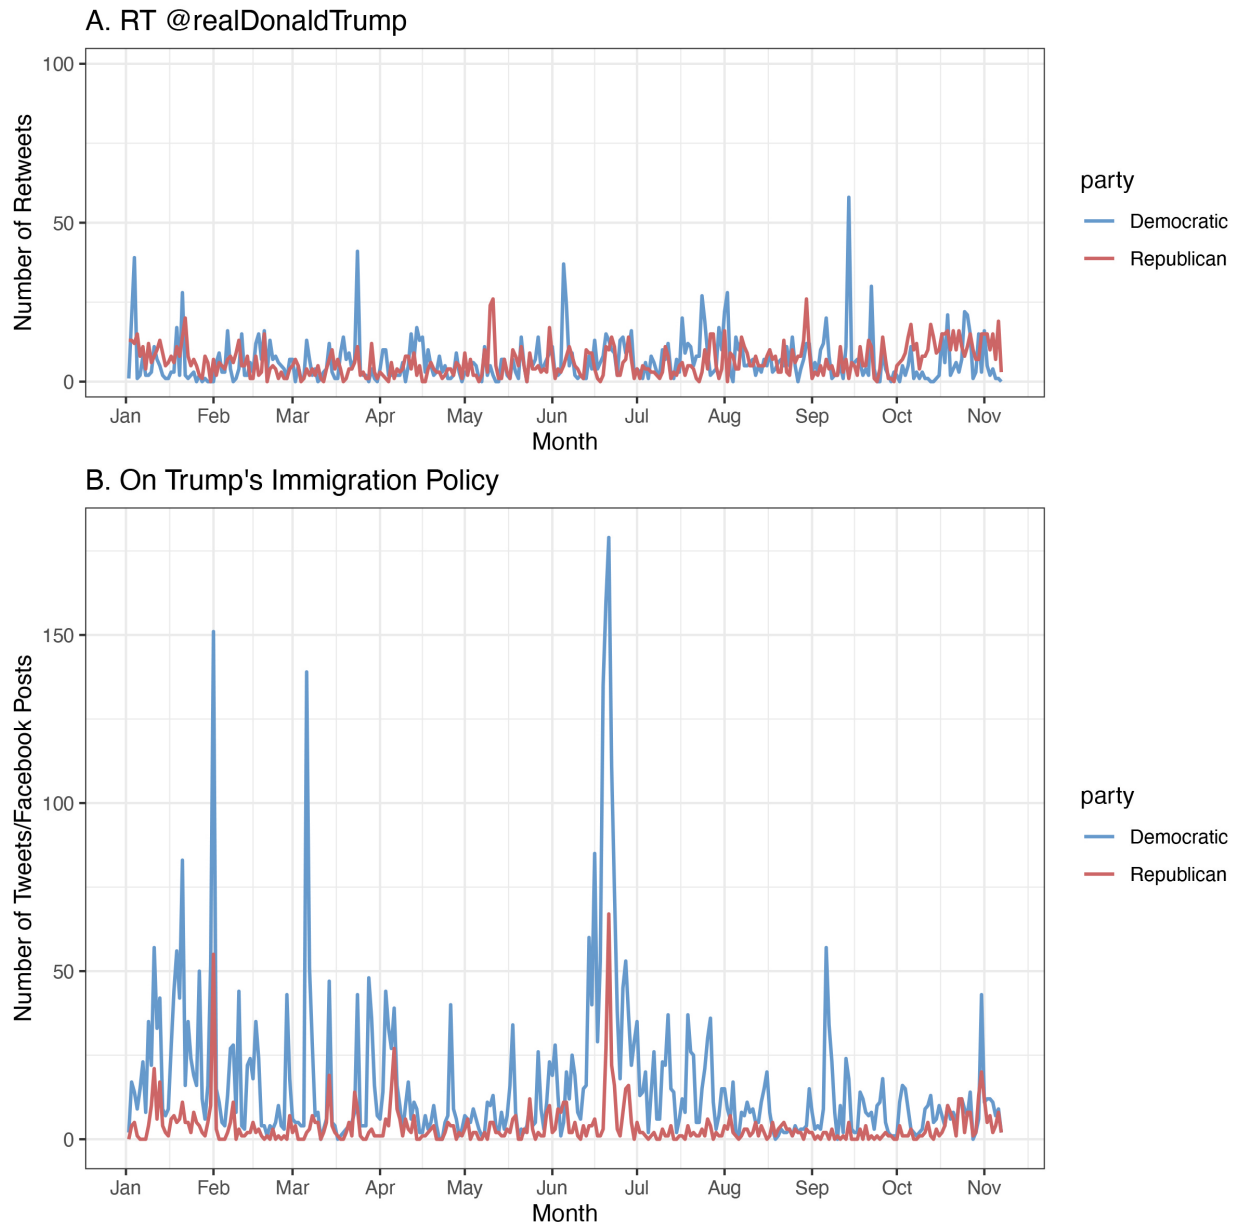 A. RT @realDonaldTrump
Number of Retweets
100
50
0
Jan Feb Mar Apr May Jun Jul Aug Sep Oct Nov
Month
party
Democratic
Republican
B. On Trump's Immigration Policy
Number of Tweets/Facebook Posts
150
100
50
0
Jan Feb Mar Apr May Jun Jul Aug Sep Oct Nov
Month
party
Democratic
Republican